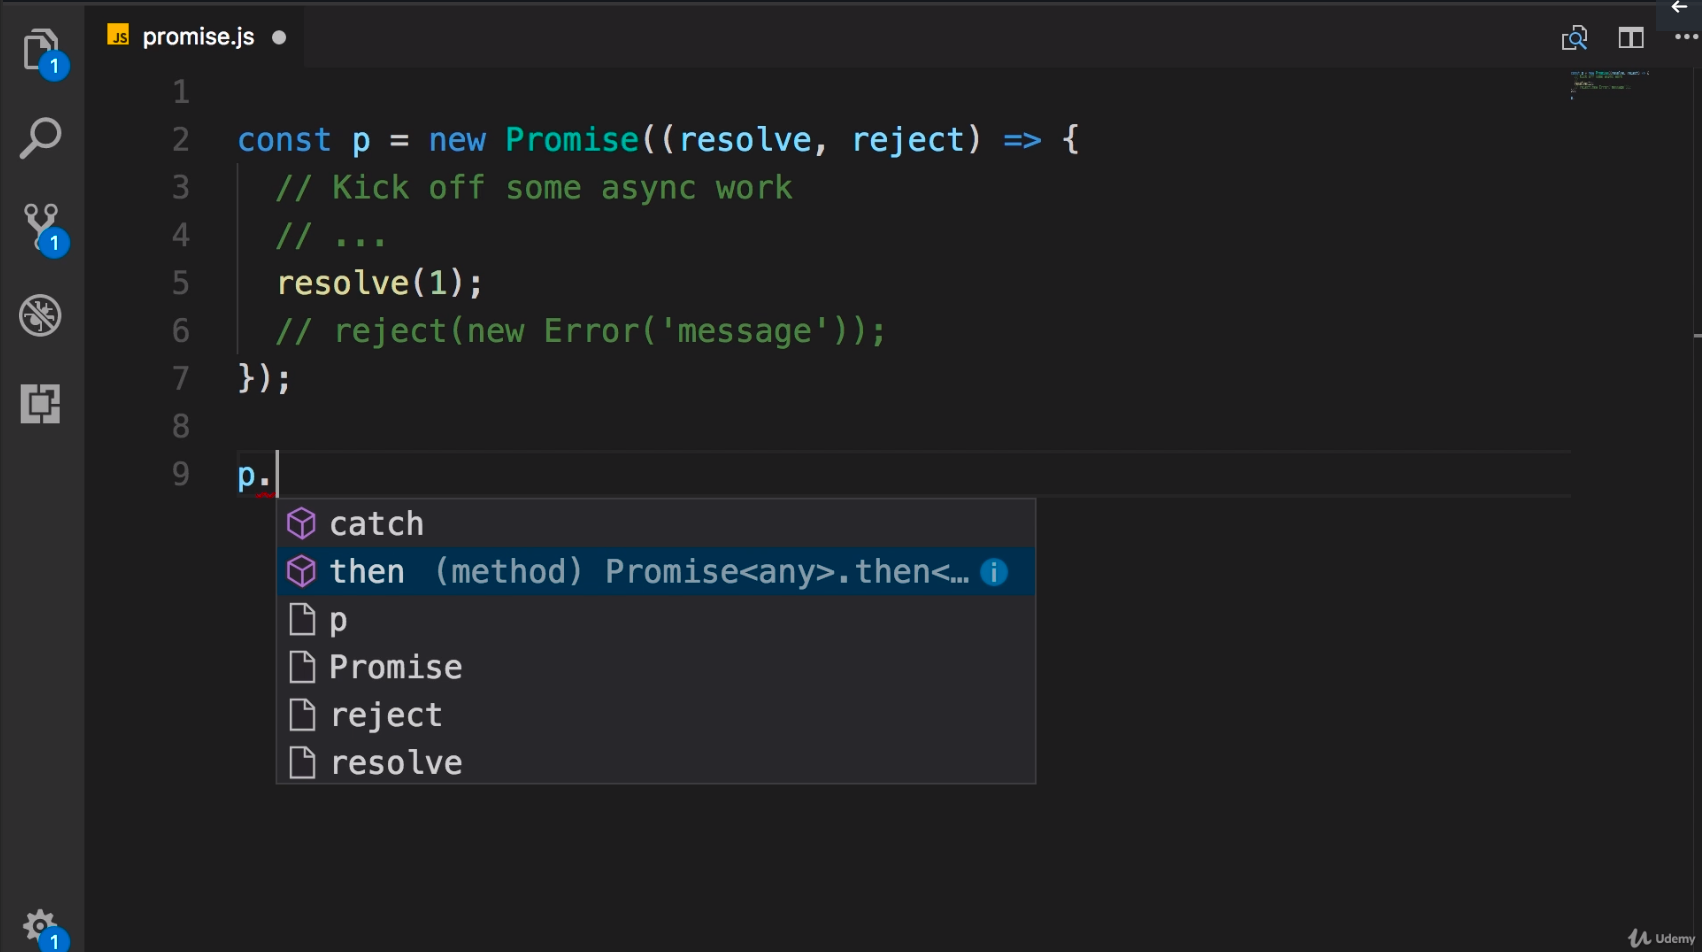 JS promise.js
1
1
2 const p = new Promise((resolve, reject) => {
3 // Kick off some async work
4 // ...
5 resolve(1);
6 // reject(new Error('message'));
7 });
8
9 p.
catch
then (method) Promise<any>.then<…
p
Promise
reject
resolve
1
1
Udemy